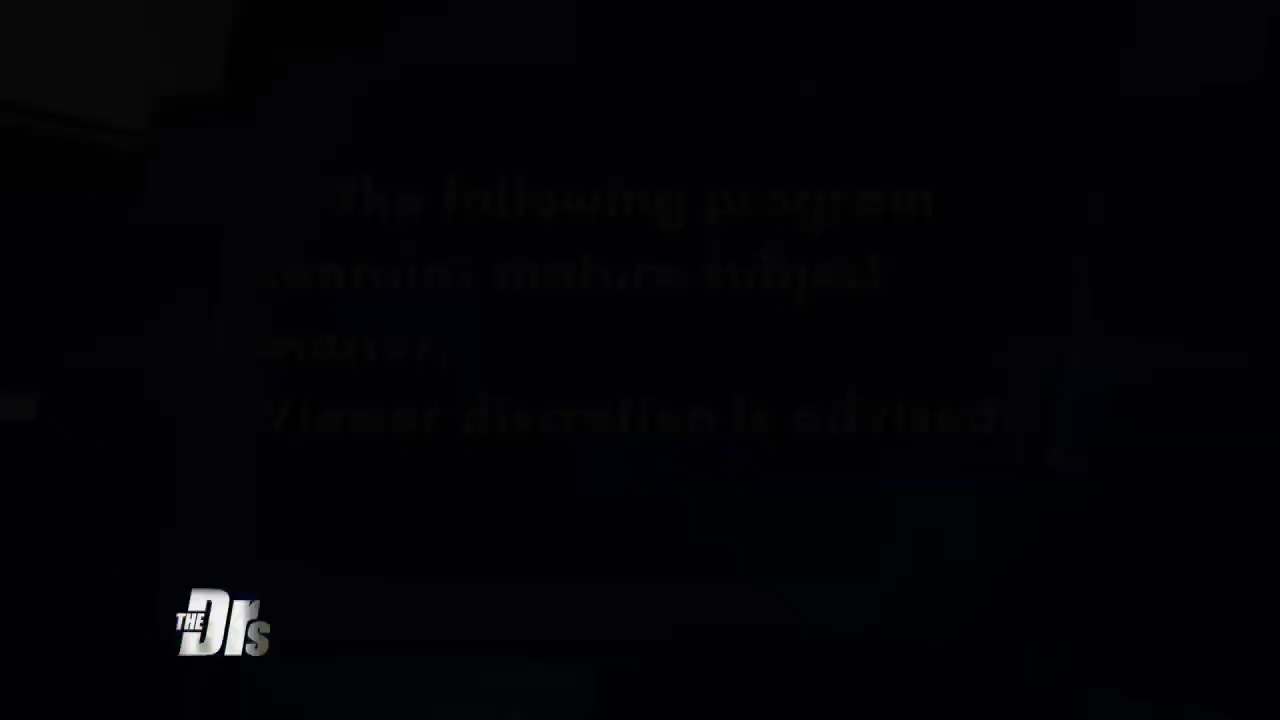 The following program
contains mature subject
matter.
Viewer discretion is advised.
THE Drs